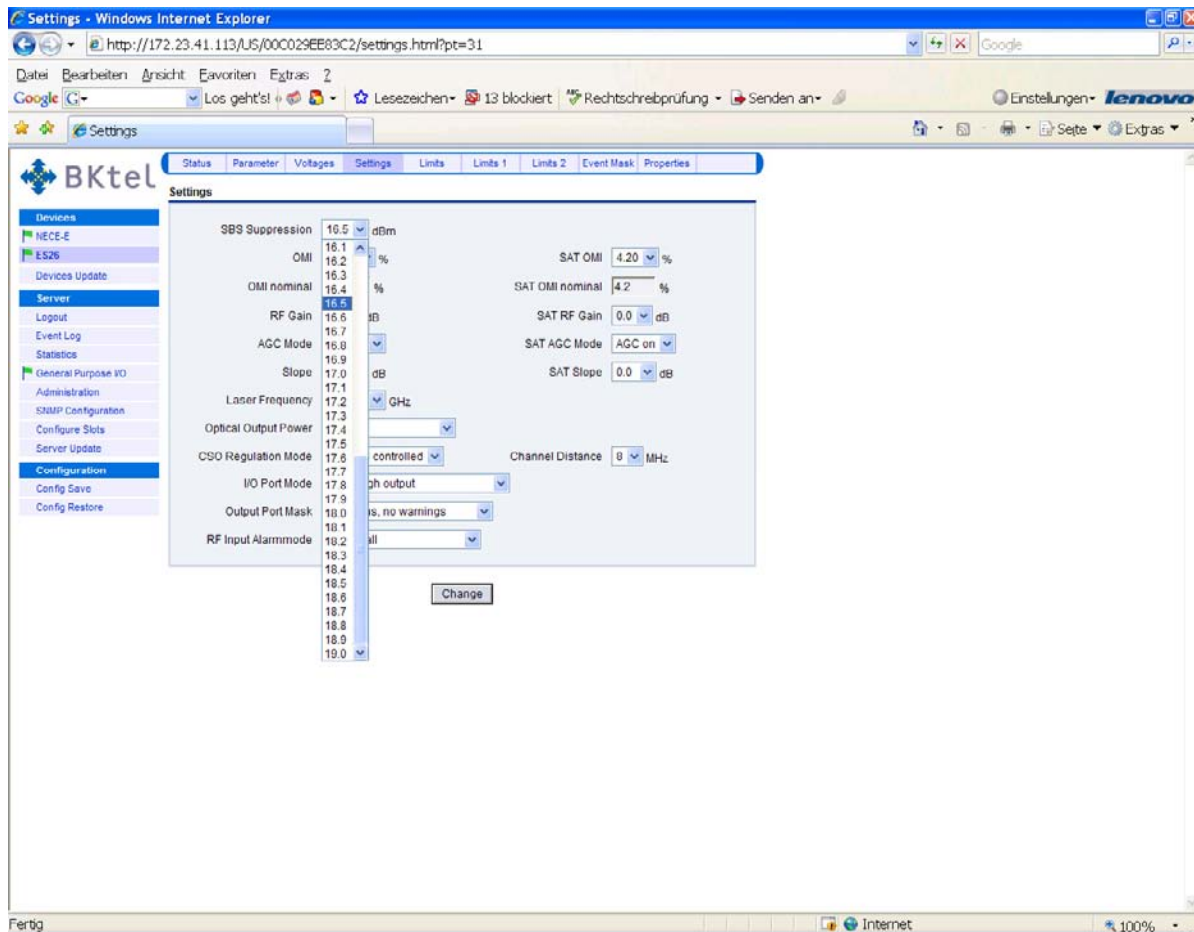 Settings - Windows Internet Explorer
http://172.23.41.113/US/00C029EE83C2/settings.html?pt=31
Google
Datei Bearbeiten Ansicht Favoriten Extras ?
Google G Los geht's! Lesezeichen 13 blockiert Rechtschreibprüfung Senden an Einstellungen lenovo
Settings Seite Extras
BKtel
Status Parameter Voltages Settings Limits Limits 1 Limits 2 Event Mask Properties
Settings
Devices
NECE-E
ES26
Devices Update
Server
Logout
Event Log
Statistics
General Purpose I/O
Administration
SNMP Configuration
Configure Slots
Server Update
Configuration
Config Save
Config Restore
SBS Suppression 16.5 dBm
OMI % SAT OMI 4.20 %
OMI nominal % SAT OMI nominal 4.2 %
RF Gain dB SAT RF Gain 0.0 dB
AGC Mode SAT AGC Mode AGC on
Slope dB SAT Slope 0.0 dB
Laser Frequency GHz
Optical Output Power
CSO Regulation Mode controlled Channel Distance 8 MHz
I/O Port Mode output
Output Port Mask no warnings
RF Input Alarmmode
16.1
16.2
16.3
16.4
16.5
16.6
16.7
16.8
16.9
17.0
17.1
17.2
17.3
17.4
17.5
17.6
17.7
17.8
17.9
18.0
18.1
18.2
18.3
18.4
18.5
18.6
18.7
18.8
18.9
19.0
Change
Fertig Internet 100%